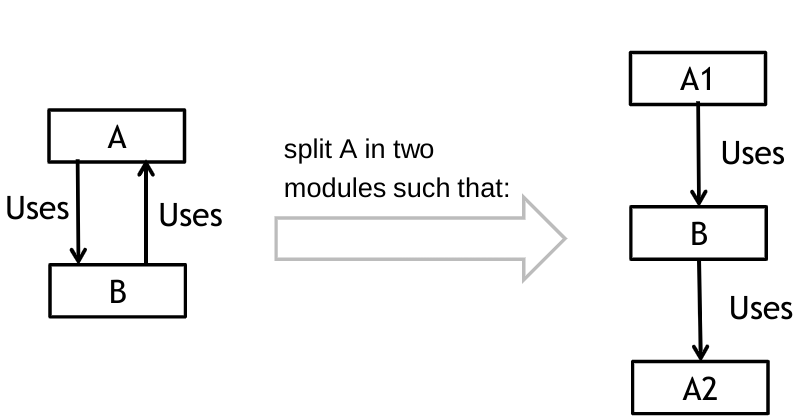 A
Uses
Uses
B
split A in two
modules such that:
A1
Uses
B
Uses
A2